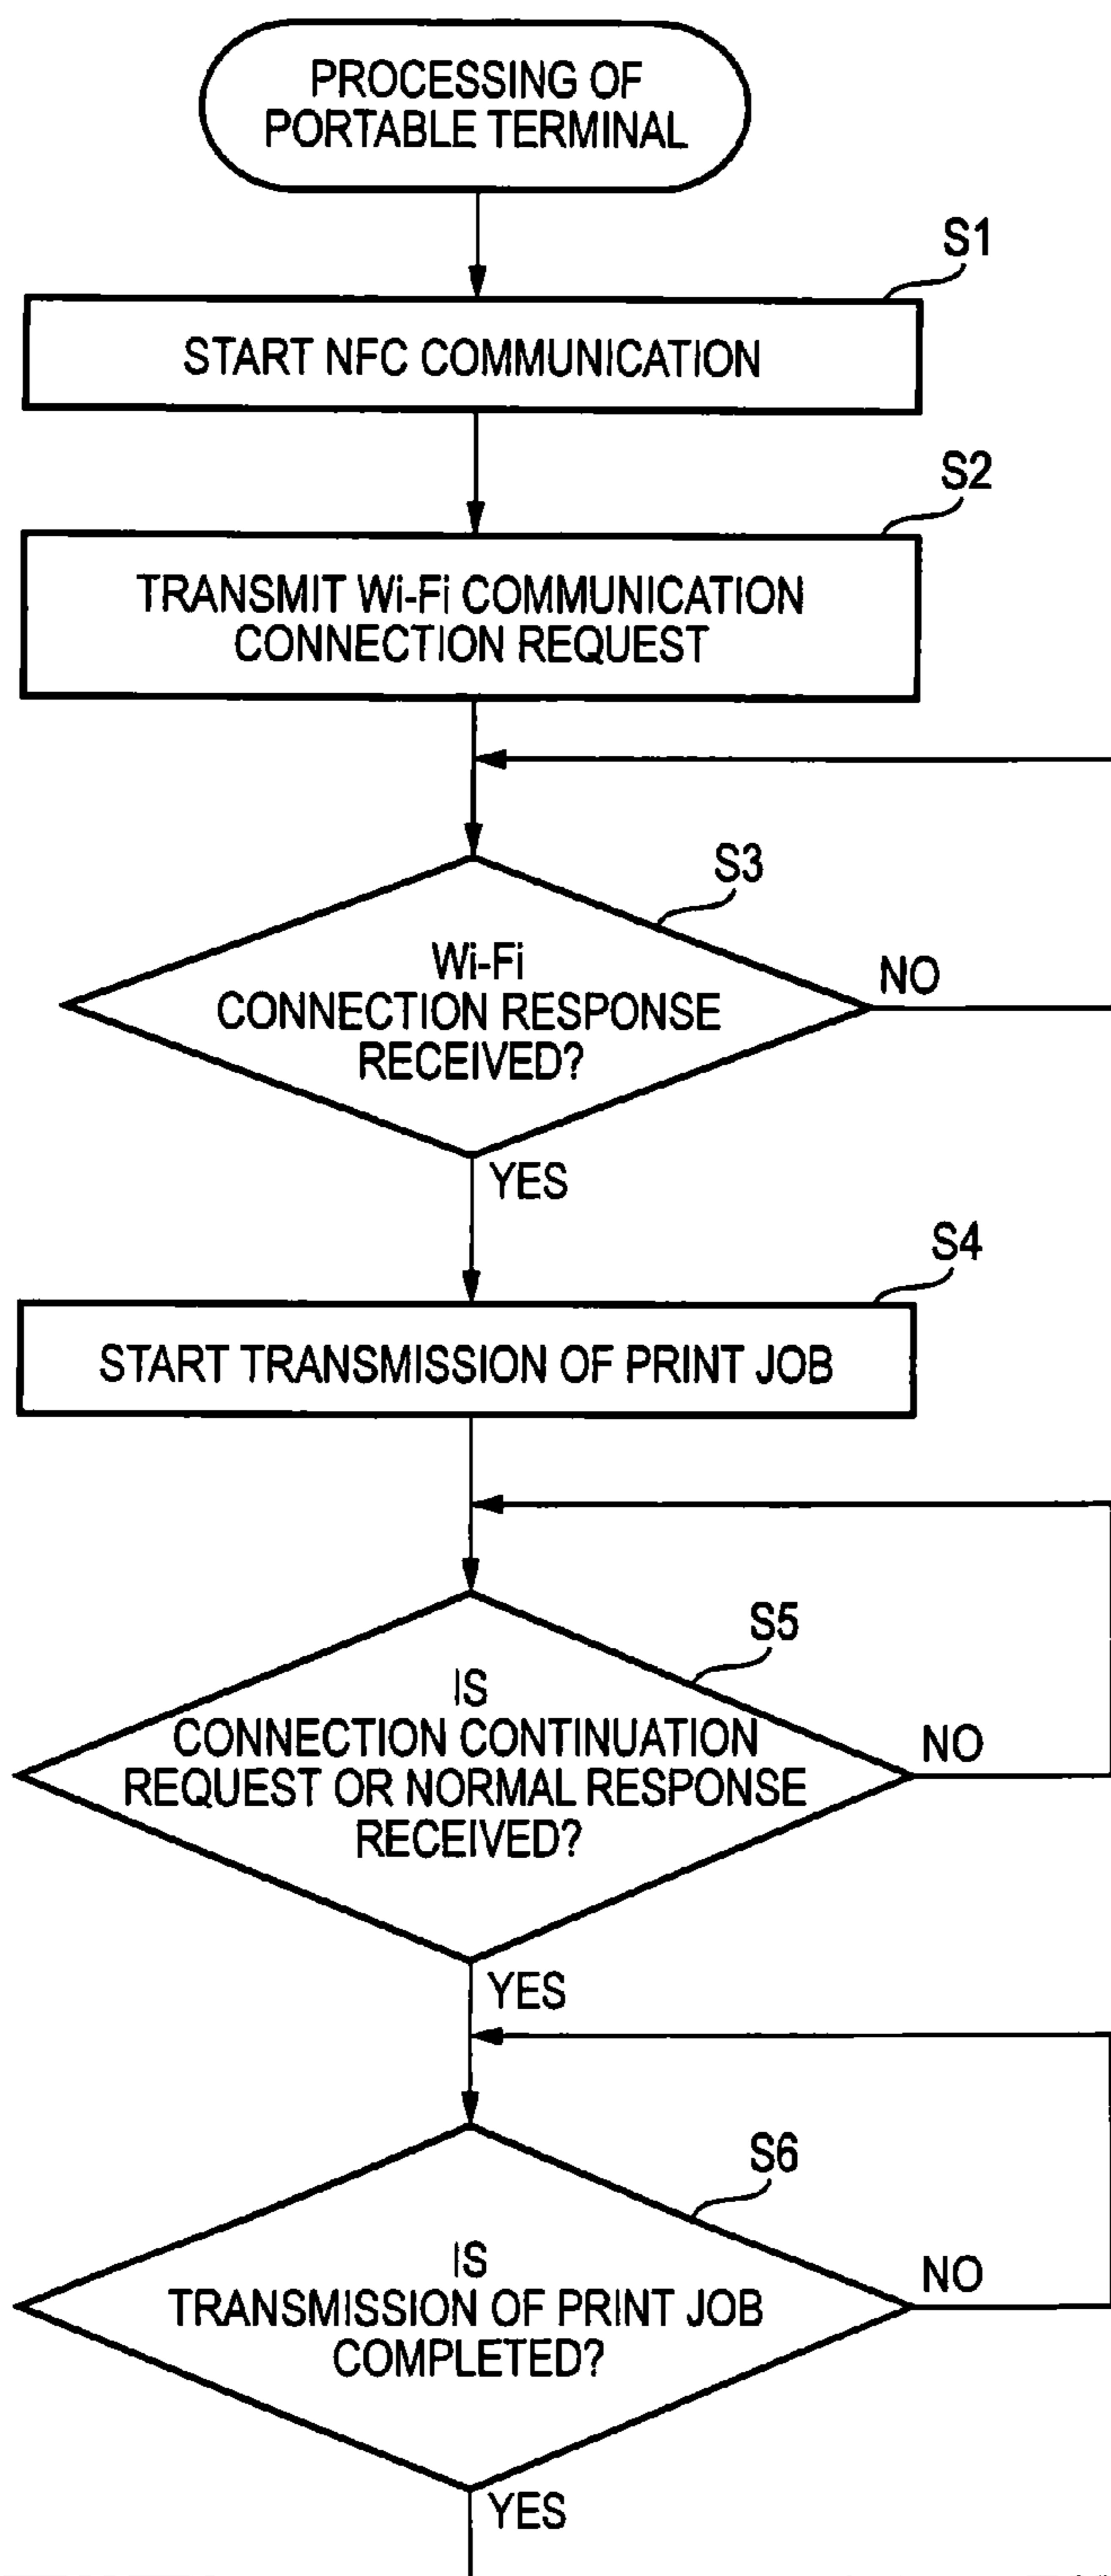 PROCESSING OF
PORTABLE TERMINAL
S1
START NFC COMMUNICATION
S2
TRANSMIT Wi-Fi COMMUNICATION
CONNECTION REQUEST
S3
Wi-Fi
CONNECTION RESPONSE
RECEIVED?
NO
YES
S4
START TRANSMISSION OF PRINT JOB
S5
IS
CONNECTION CONTINUATION
REQUEST OR NORMAL RESPONSE
RECEIVED?
NO
YES
S6
IS
TRANSMISSION OF PRINT JOB
COMPLETED?
NO
YES